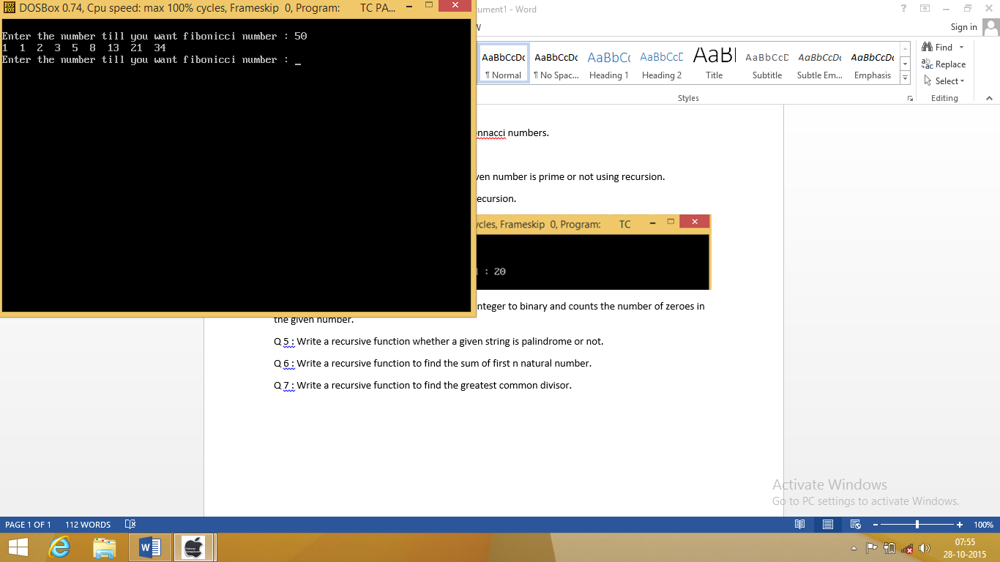 DOSBox 0.74, Cpu speed: max 100% cycles, Frameskip 0, Program: TC PA...
Enter the number till you want fibonicci number : 50
1 1 2 3 5 8 13 21 34
Enter the number till you want fibonicci number : _
ument1 - Word
Sign in
W
AaBbCcDc AaBbCcDc AaBbCc AaBbCcD AaBl AaBbCcD AaBbCcDc AaBbCcDc
¶ Normal ¶ No Spac... Heading 1 Heading 2 Title Subtitle Subtle Em... Emphasis
Styles
Find
Replace
Select
Editing
onnacci numbers.
ven number is prime or not using recursion.
ecursion.
ycles, Frameskip 0, Program: TC
: 20
nteger to binary and counts the number of zeroes in
the given number.
Q 5 : Write a recursive function whether a given string is palindrome or not.
Q 6 : Write a recursive function to find the sum of first n natural number.
Q 7 : Write a recursive function to find the greatest common divisor.
Activate Windows
Go to PC settings to activate Windows.
PAGE 1 OF 1 112 WORDS
100%
07:55
28-10-2015